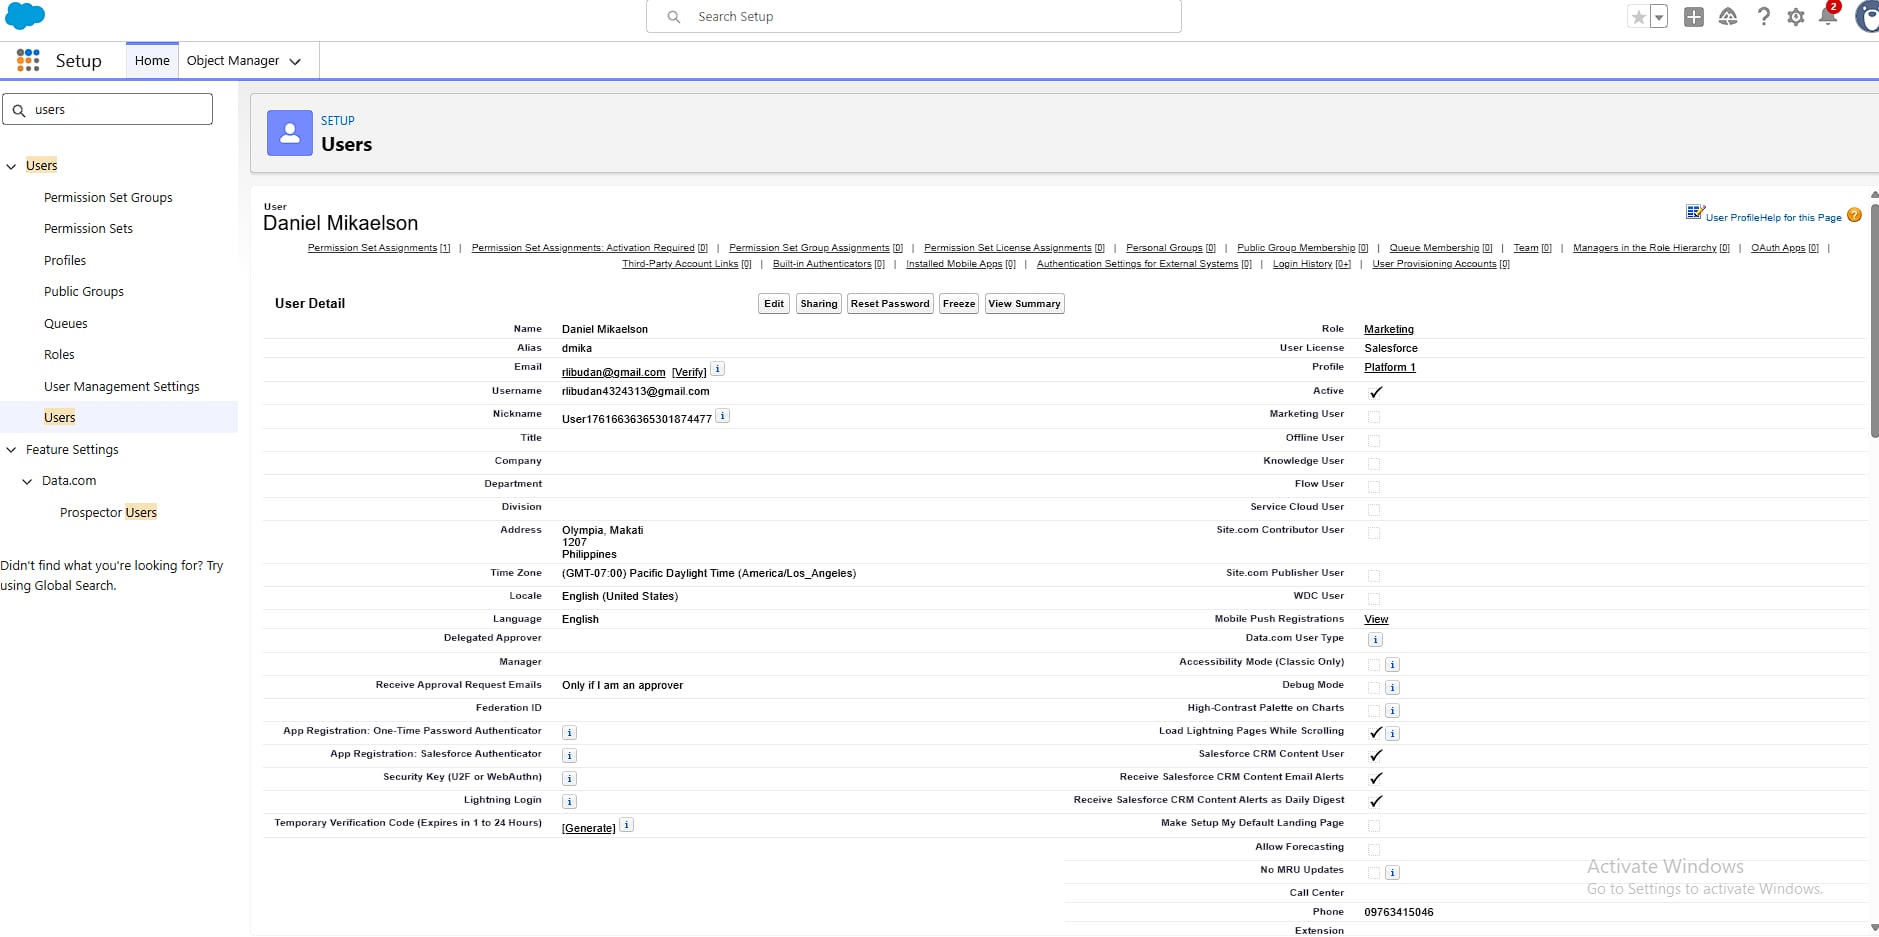 Search Setup
2
Setup
Home
Object Manager
users
Users
Permission Set Groups
Permission Sets
Profiles
Public Groups
Queues
Roles
User Management Settings
Users
Feature Settings
Data.com
Prospector Users
Didn't find what you're looking for? Try
using Global Search.
SETUP
Users
User
Daniel Mikaelson
User Profile Help for this Page ?
Permission Set Assignments [1] | Permission Set Assignments: Activation Required [0] | Permission Set Group Assignments [0] | Permission Set License Assignments [0] | Personal Groups [0] | Public Group Membership [0] | Queue Membership [0] | Team [0] | Managers in the Role Hierarchy [0] | OAuth Apps [0] |
Third-Party Account Links [0] | Built-in Authenticators [0] | Installed Mobile Apps [0] | Authentication Settings for External Systems [0] | Login History [0+] | User Provisioning Accounts [0]
User Detail
Edit Sharing Reset Password Freeze View Summary
Name Daniel Mikaelson
Alias dmika
Email rlibudan@gmail.com [Verify] i
Username rlibudan4324313@gmail.com
Nickname User17616636365301874477 i
Title
Company
Department
Division
Address Olympia, Makati
1207
Philippines
Time Zone (GMT-07:00) Pacific Daylight Time (America/Los_Angeles)
Locale English (United States)
Language English
Delegated Approver
Manager
Receive Approval Request Emails Only if I am an approver
Federation ID
App Registration: One-Time Password Authenticator i
App Registration: Salesforce Authenticator i
Security Key (U2F or WebAuthn) i
Lightning Login i
Temporary Verification Code (Expires in 1 to 24 Hours) [Generate] i
Role Marketing
User License Salesforce
Profile Platform 1
Active
Marketing User
Offline User
Knowledge User
Flow User
Service Cloud User
Site.com Contributor User
Site.com Publisher User
WDC User
Mobile Push Registrations View
Data.com User Type i
Accessibility Mode (Classic Only) i
Debug Mode i
High-Contrast Palette on Charts i
Load Lightning Pages While Scrolling i
Salesforce CRM Content User
Receive Salesforce CRM Content Email Alerts
Receive Salesforce CRM Content Alerts as Daily Digest
Make Setup My Default Landing Page
Allow Forecasting
No MRU Updates i
Call Center
Phone 09763415046
Extension
Activate Windows
Go to Settings to activate Windows.